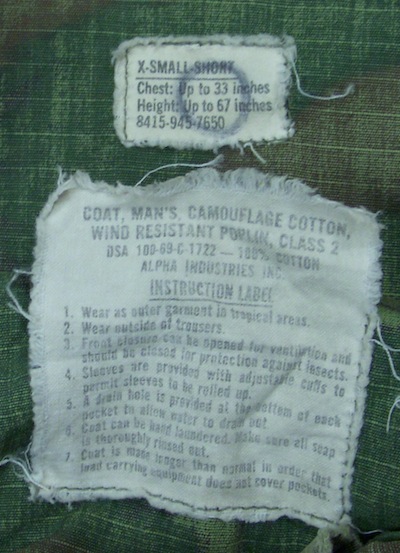 X-SMALL-SHORT
Chest: Up to 33 inches
Height: Up to 67 inches
8415-945-7650
COAT, MAN'S, CAMOUFLAGE COTTON,
WIND RESISTANT POPLIN, CLASS 2
DSA 100-69-C-1722 — 100% COTTON
ALPHA INDUSTRIES INC.
INSTRUCTION LABEL
1. Wear as outer garment in tropical areas.
2. Wear outside of trousers.
3. Front closure can be opened for ventilation and
should be closed for protection against insects.
4. Sleeves are provided with adjustable cuffs to
permit sleeves to be rolled up.
5. A drain hole is provided at the bottom of each
pocket to allow water to drain out
6. Coat can be hand laundered. Make sure all soap
is thoroughly rinsed out.
7. Coat is made longer than normal in order that
load carrying equipment does not cover pockets.